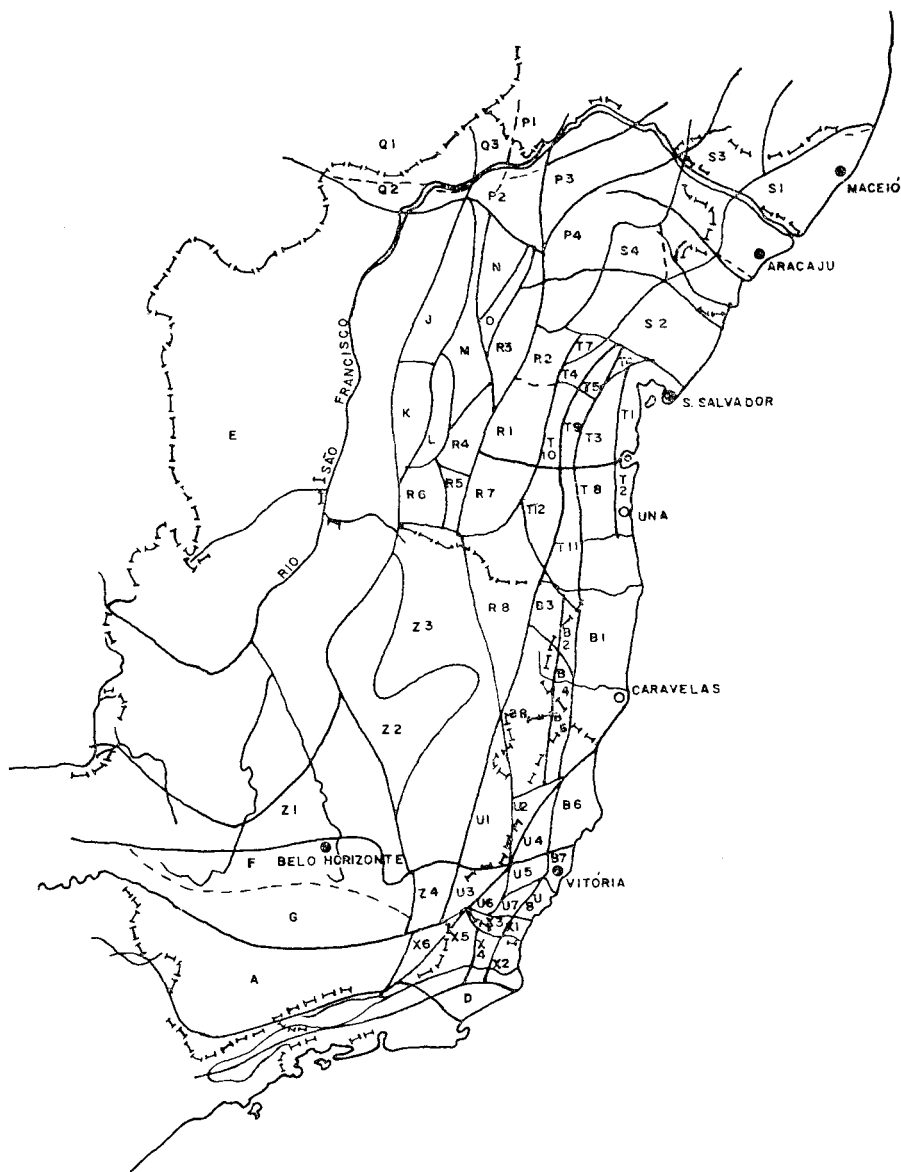 P1
Q1
Q3
S3
Q2
P2
P3
S1
MACEIÓ
P4
S4
N
ARACAJU
J
O
S2
M
R3
R2
T7
T4
T5
FRANCISCO
S. SALVADOR
K
L
T1
R4
R1
T9
T3
T
10
E
SÃO
R6
R5
R7
T8
T
2
T12
UNA
T11
RIO
Z3
R8
B3
B
2
B1
B
4
CARAVELAS
Z2
Z1
U1
U2
B6
U4
F
BELO HORIZONTE
B7
U5
VITÓRIA
Z4
U3
U6
U7
U
8
G
X3
X1
X6
X5
X
4
X2
A
D